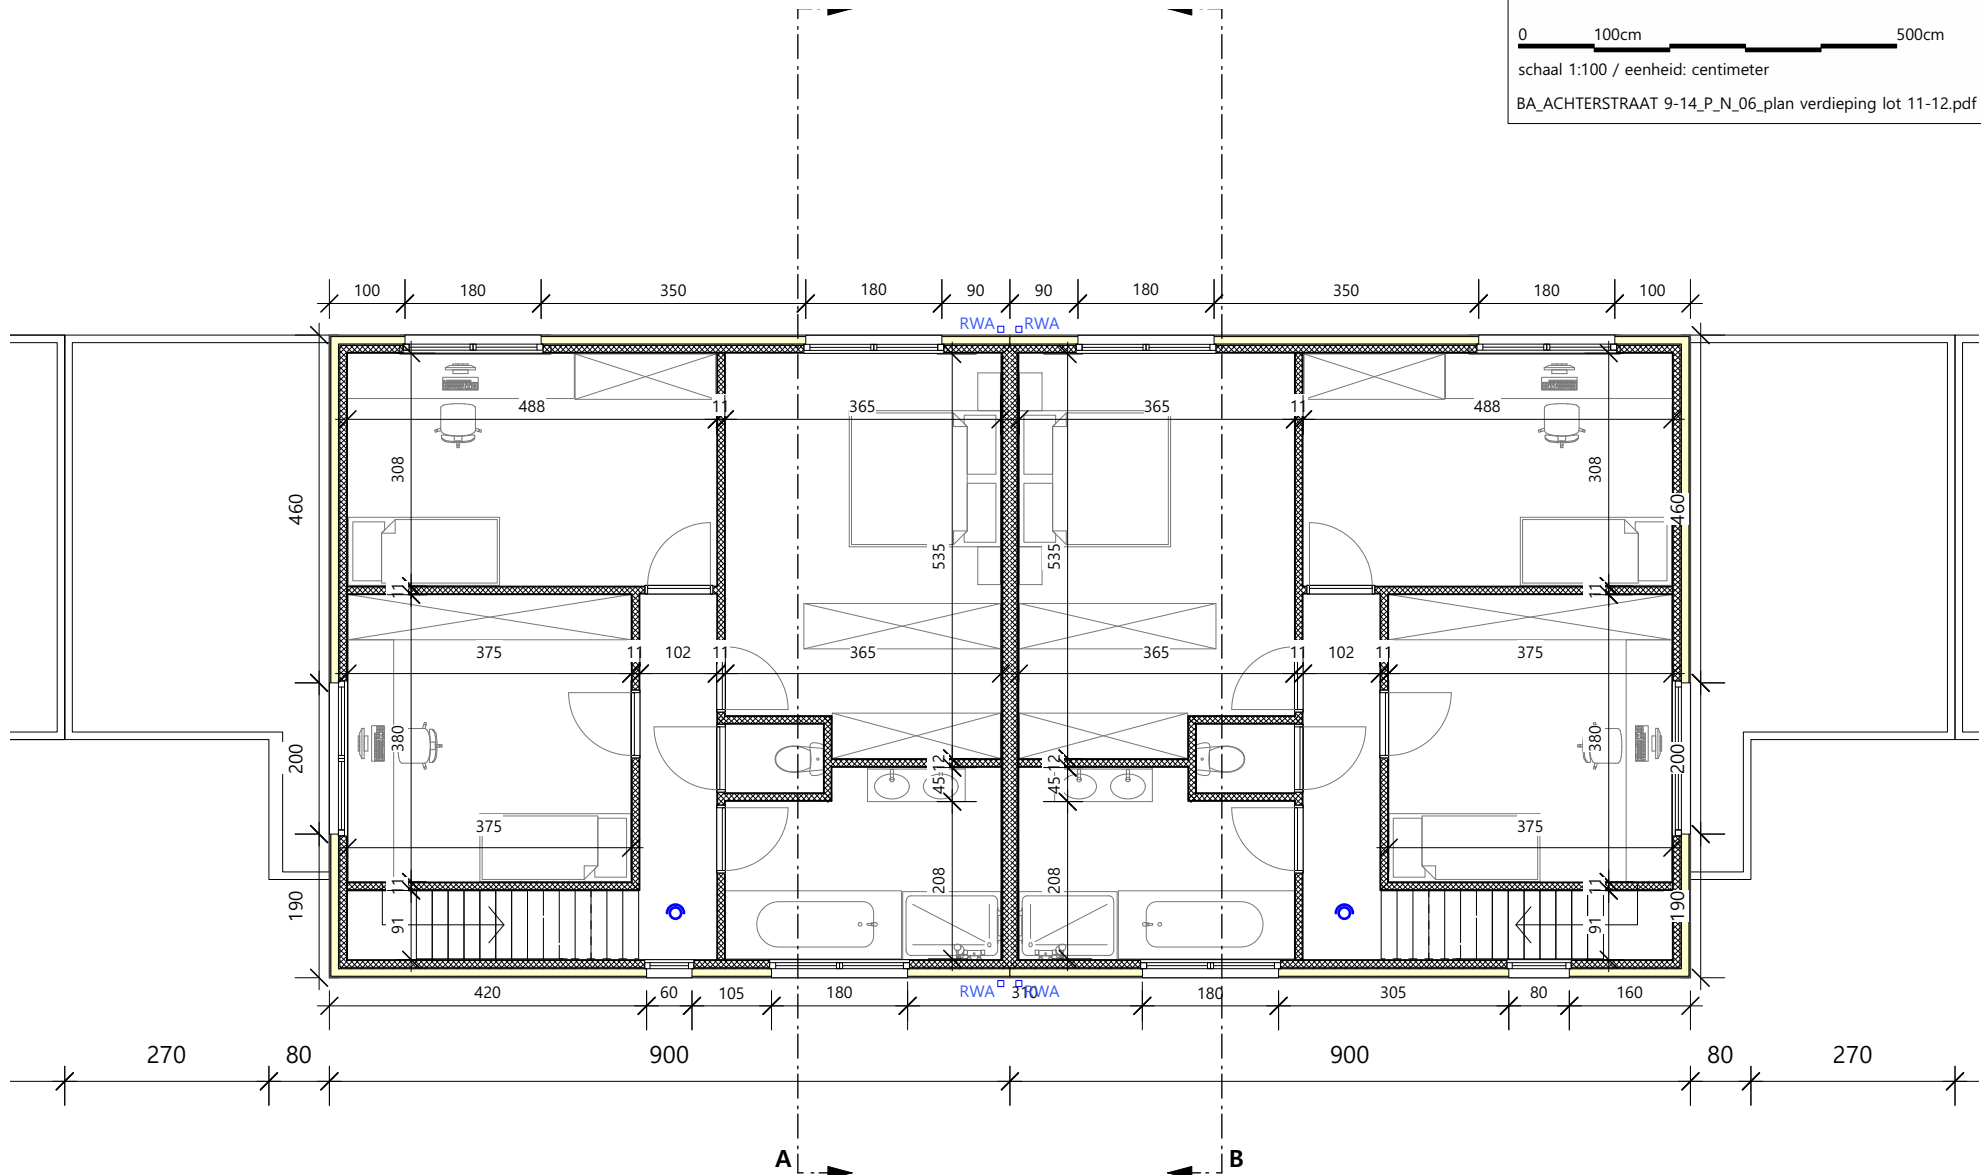 0 100cm 500cm
schaal 1:100 / eenheid: centimeter
BA_ACHTERSTRAAT 9-14_P_N_06_plan verdieping lot 11-12.pdf
100 180 350 180 90 90 180 350 180 100
RWA RWA
488 11 365 365 11 488
308 308
460 460
535 535
11 11
375 11 102 11 365 365 11 102 11 375
200 380 12 12 380 200
45 45
375 375
208 208
190 11 11 190
91 91
RWA RWA
420 60 105 180 310 180 305 80 160
270 80 900 900 80 270
A B